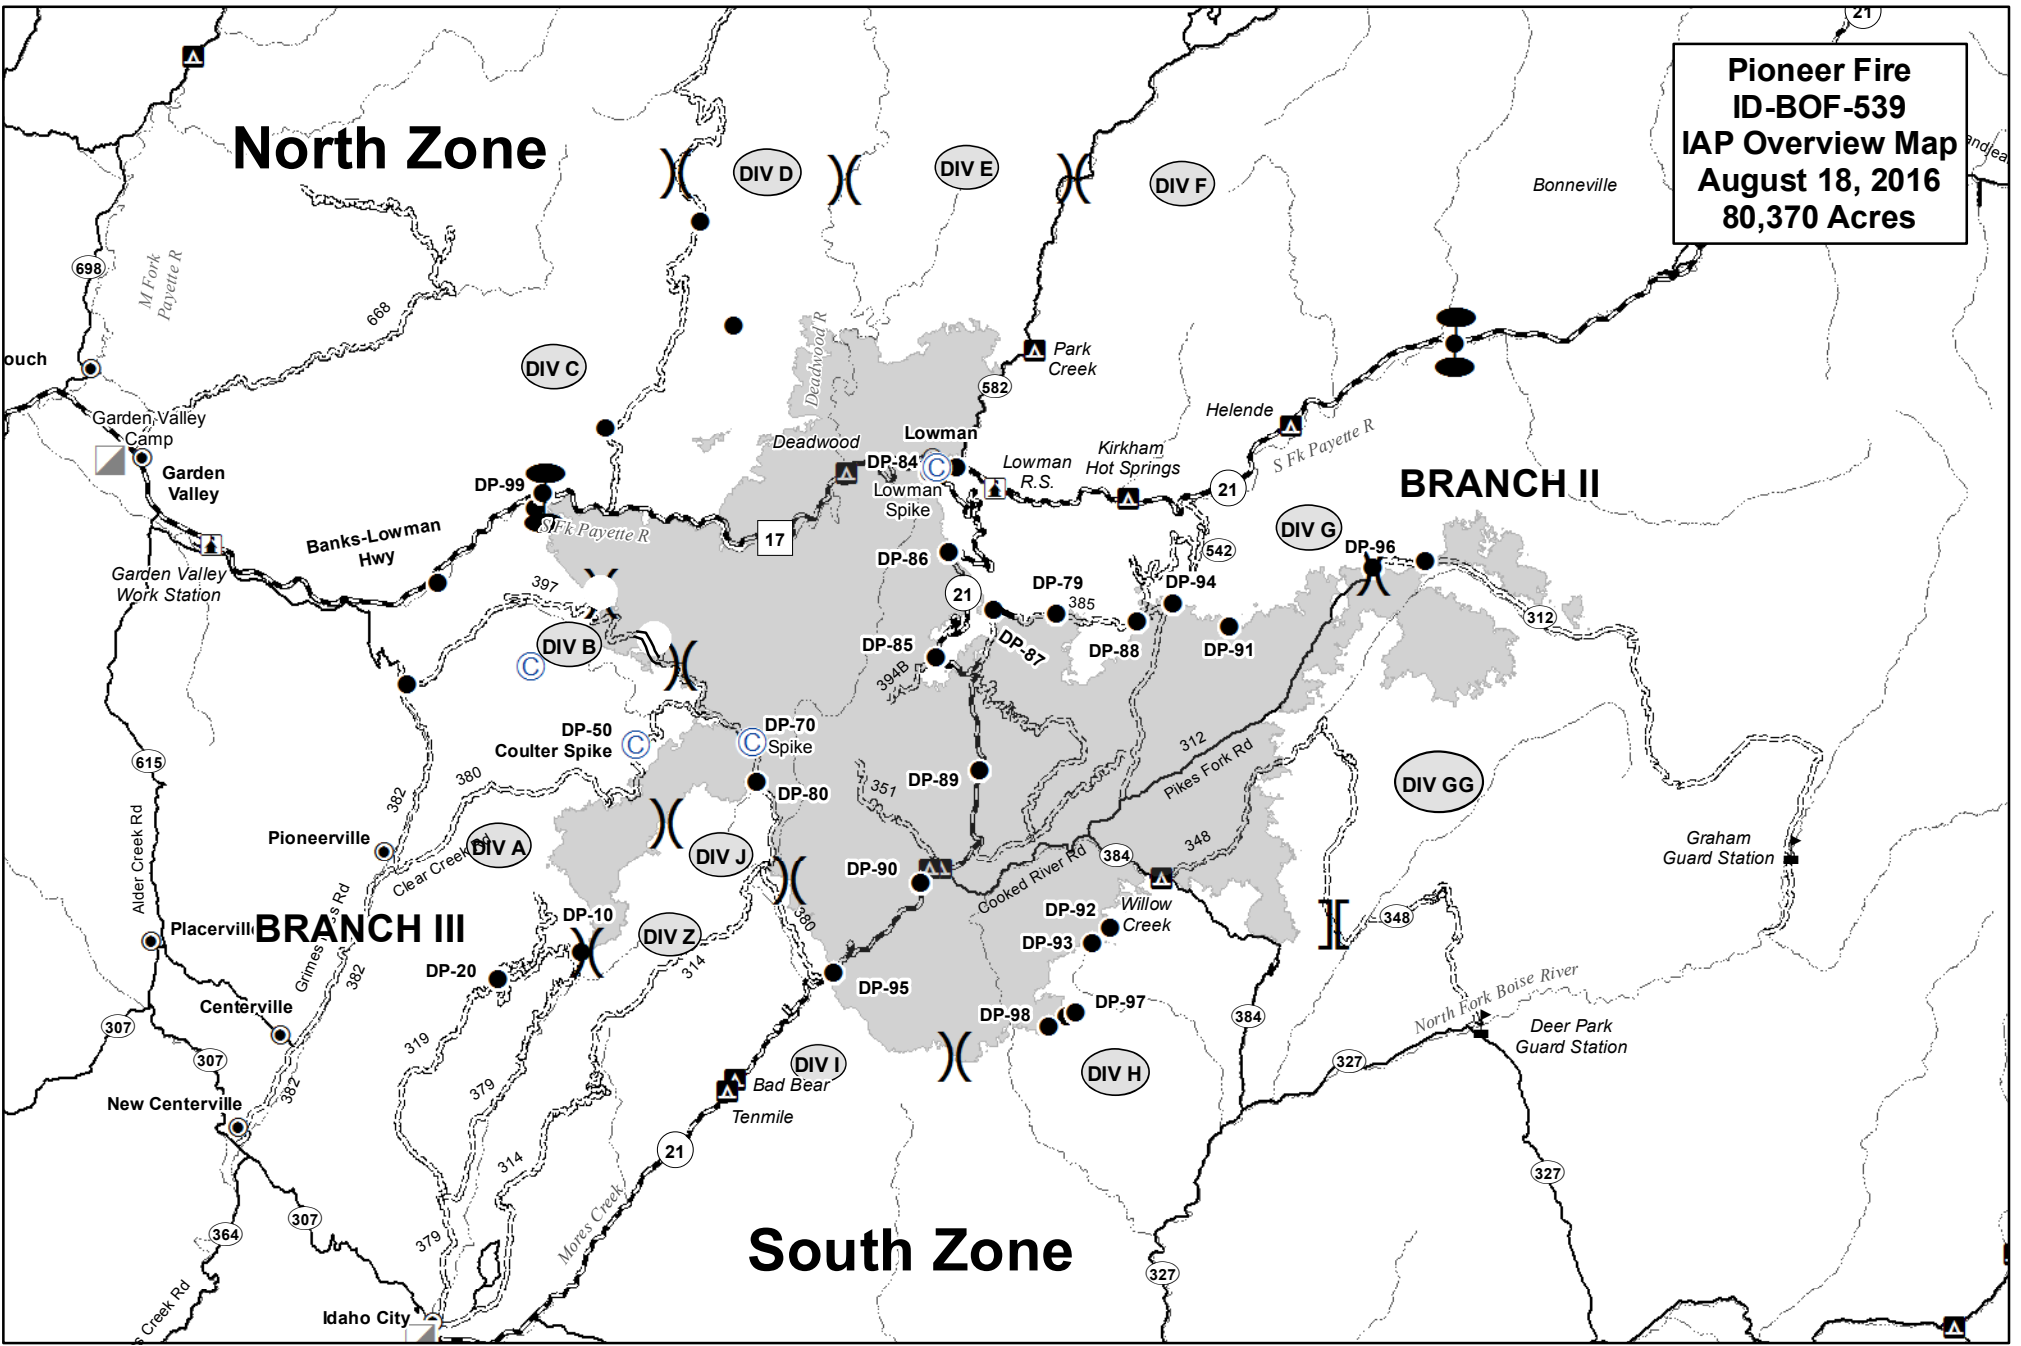 21
Pioneer Fire
ID-BOF-539
IAP Overview Map
August 18, 2016
80,370 Acres
North Zone
DIV D
DIV E
DIV F
Bonneville
698
M Fork
Payette R
668
Deadwood R
ouch
DIV C
Park
Creek
582
Helende
S Fk Payette R
Garden Valley
Camp
Garden
Valley
Deadwood
Lowman
DP-84
Lowman
Spike
Lowman
R.S.
Kirkham
Hot Springs
21
BRANCH II
DP-99
S Fk Payette R
17
Banks-Lowman
Hwy
DIV G
DP-96
542
DP-86
Garden Valley
Work Station
397
21
DP-79
385
DP-94
312
DIV B
DP-85
DP-87
DP-88
DP-91
394B
DP-50
Coulter Spike
DP-70
Spike
615
380
382
DP-80
DP-89
351
312
Pikes Fork Rd
DIV GG
Alder Creek Rd
Pioneerville
Clear Creek Rd
DIV A
DIV J
DP-90
Cooked River Rd
384
348
Graham
Guard Station
Placerville
BRANCH III
Grimes
ss Rd
382
DP-10
DIV Z
380
314
DP-92
Willow
Creek
DP-93
348
DP-20
DP-95
DP-97
DP-98
North Fork Boise River
Centerville
307
307
319
384
Deer Park
Guard Station
327
DIV I
DIV H
382
New Centerville
379
Bad Bear
Tenmile
21
314
327
364
307
379
Mores Creek
South Zone
327
s Creek Rd
Idaho City